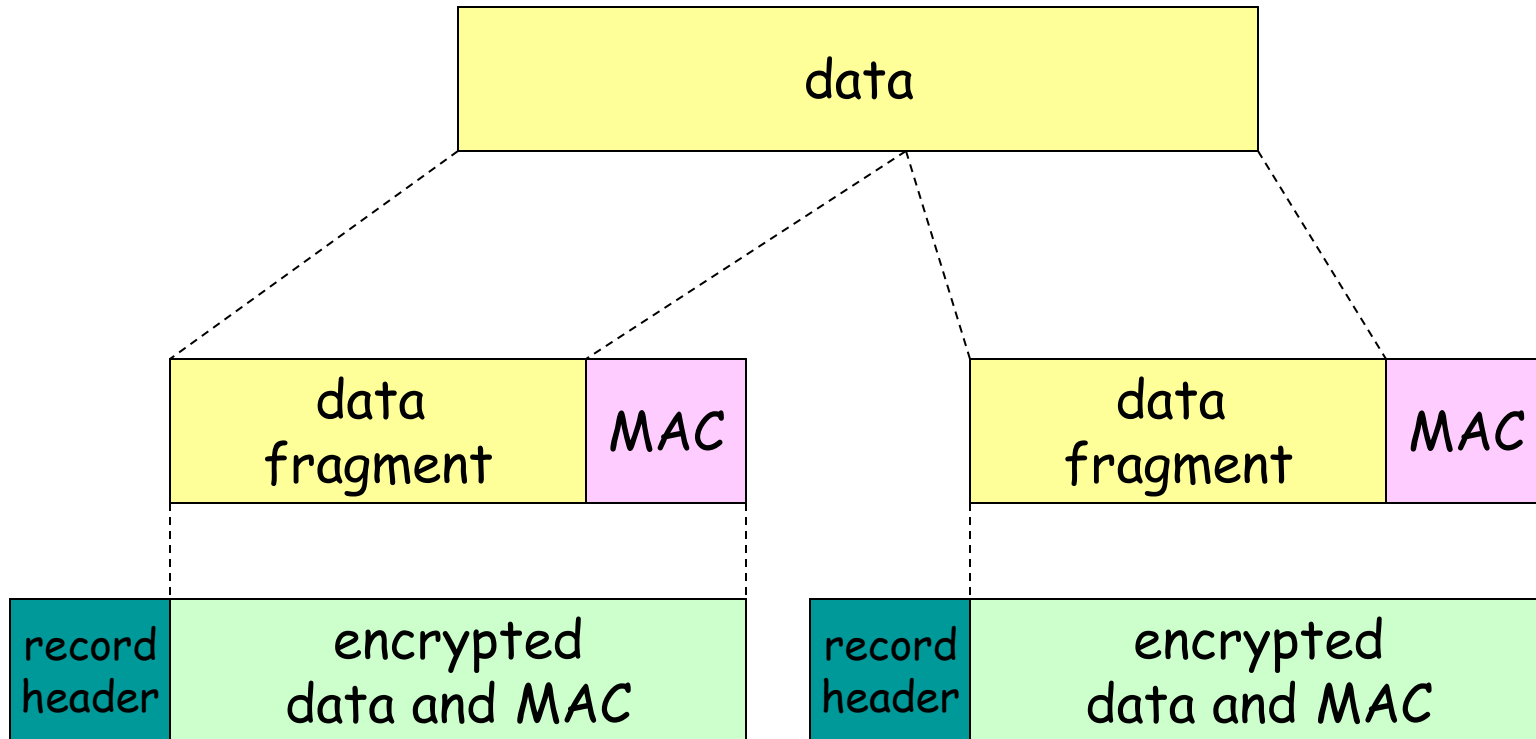 data
data
fragment
MAC
data
fragment
MAC
record
header
encrypted
data and MAC
record
header
encrypted
data and MAC